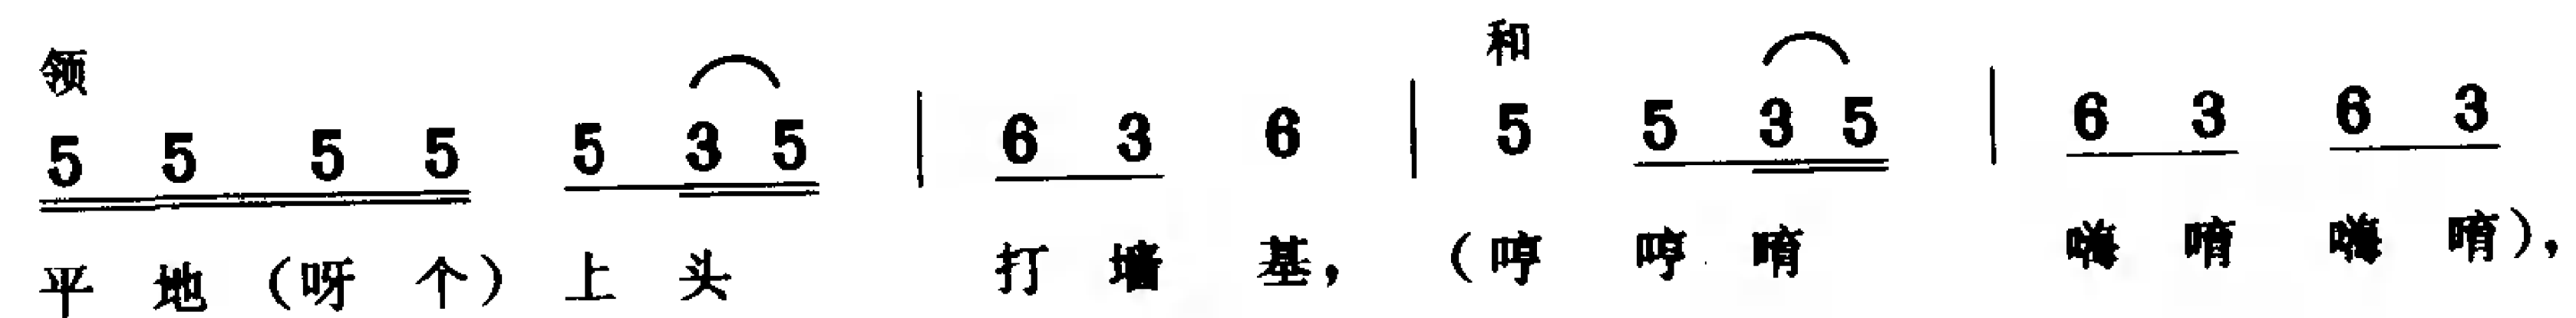 领 和
5 5 5 5 5 3 5 | 6 3 6 | 5 5 3 5 | 6 3 6 3
平 地 (呀 个) 上 头 打 墙 基, (哼 哼 唷 嗨 唷 嗨 唷),